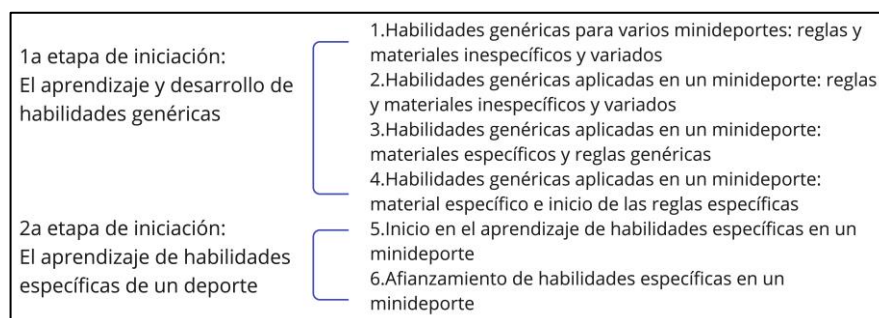 1a etapa de iniciación:
El aprendizaje y desarrollo de
habilidades genéricas
1.Habilidades genéricas para varios minideportes: reglas y
materiales inespecíficos y variados
2.Habilidades genéricas aplicadas en un minideporte: reglas
y materiales inespecíficos y variados
3.Habilidades genéricas aplicadas en un minideporte:
materiales específicos y reglas genéricas
4.Habilidades genéricas aplicadas en un minideporte:
material específico e inicio de las reglas específicas
2a etapa de iniciación:
El aprendizaje de habilidades
específicas de un deporte
5.Inicio en el aprendizaje de habilidades específicas en un
minideporte
6.Afianzamiento de habilidades específicas en un
minideporte